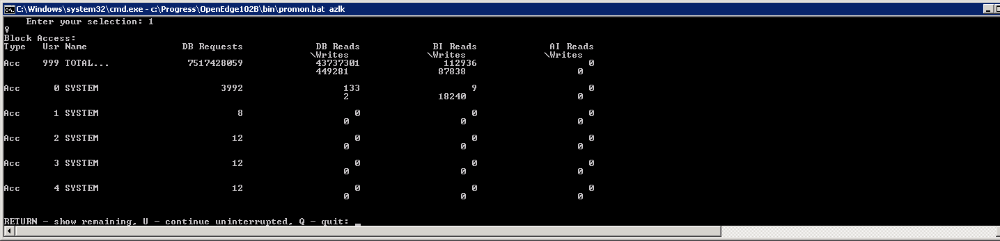 C:\Windows\system32\cmd.exe - c:\Progress\OpenEdge102B\bin\promon.bat azlk
Enter your selection: 1
♀
Block Access:
Type Usr Name DB Requests DB Reads BI Reads AI Reads
\Writes \Writes \Writes
Acc 999 TOTAL... 7517428059 43737301 112936 0
449281 87838 0
Acc 0 SYSTEM 3992 133 9 0
2 18240 0
Acc 1 SYSTEM 8 0 0 0
0 0 0
Acc 2 SYSTEM 12 0 0 0
0 0 0
Acc 3 SYSTEM 12 0 0 0
0 0 0
Acc 4 SYSTEM 12 0 0 0
0 0 0
RETURN - show remaining, U - continue uninterrupted, Q - quit: _